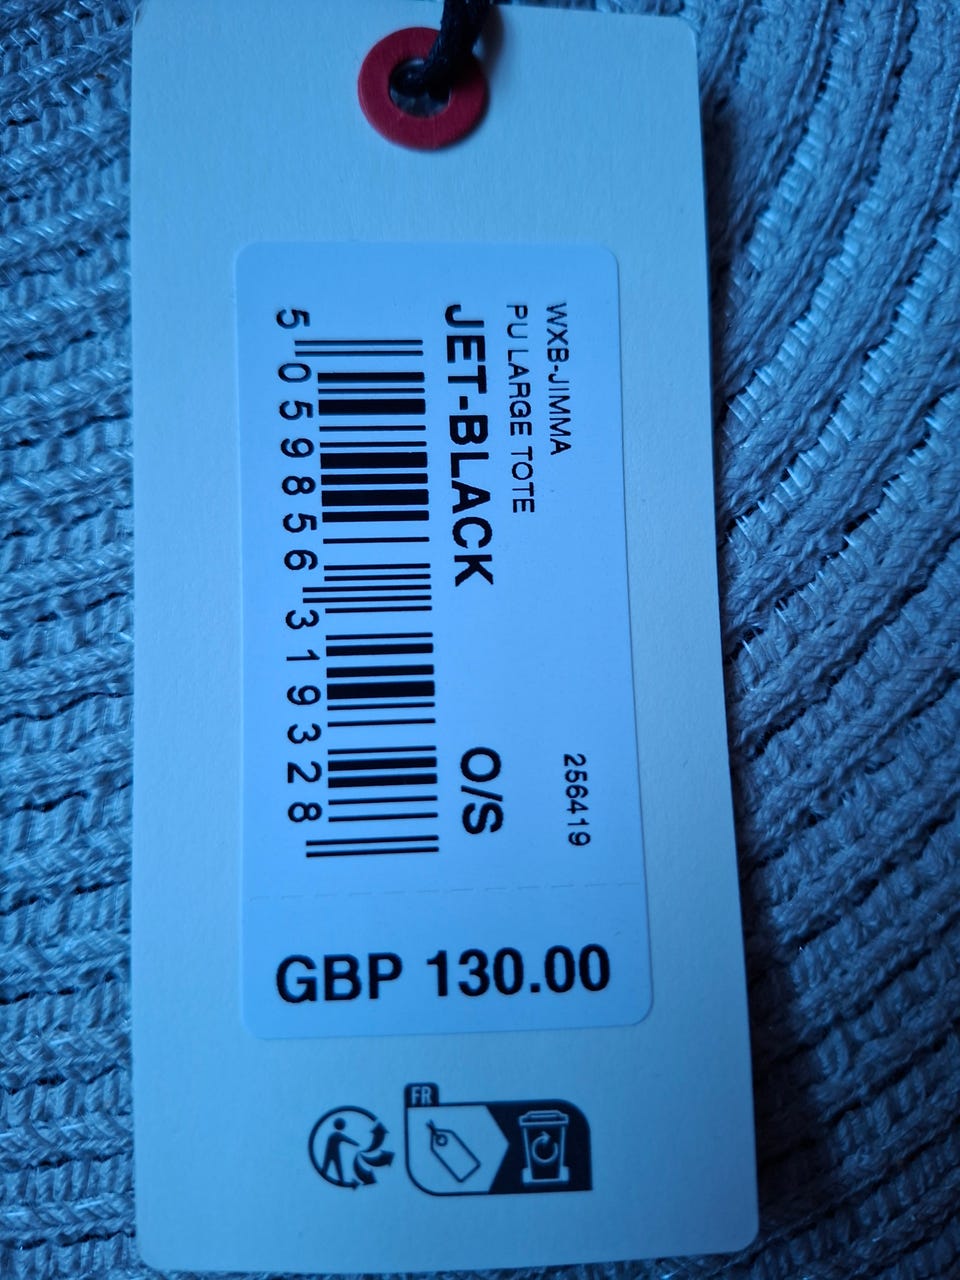 WXB-JIMMA 256419
PU LARGE TOTE
JET-BLACK O/S
5 059856 319328
GBP 130.00
FR